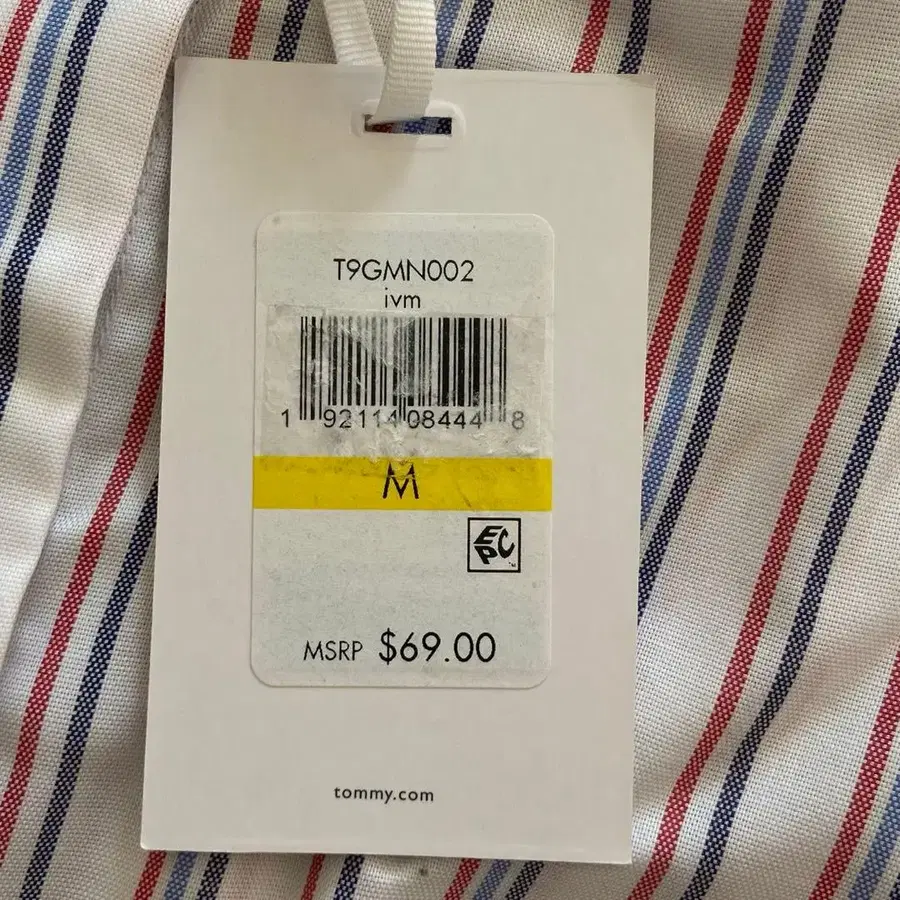 T9GMN002
ivm
1 92114 08444 8
M
EPC
MSRP $69.00
tommy.com